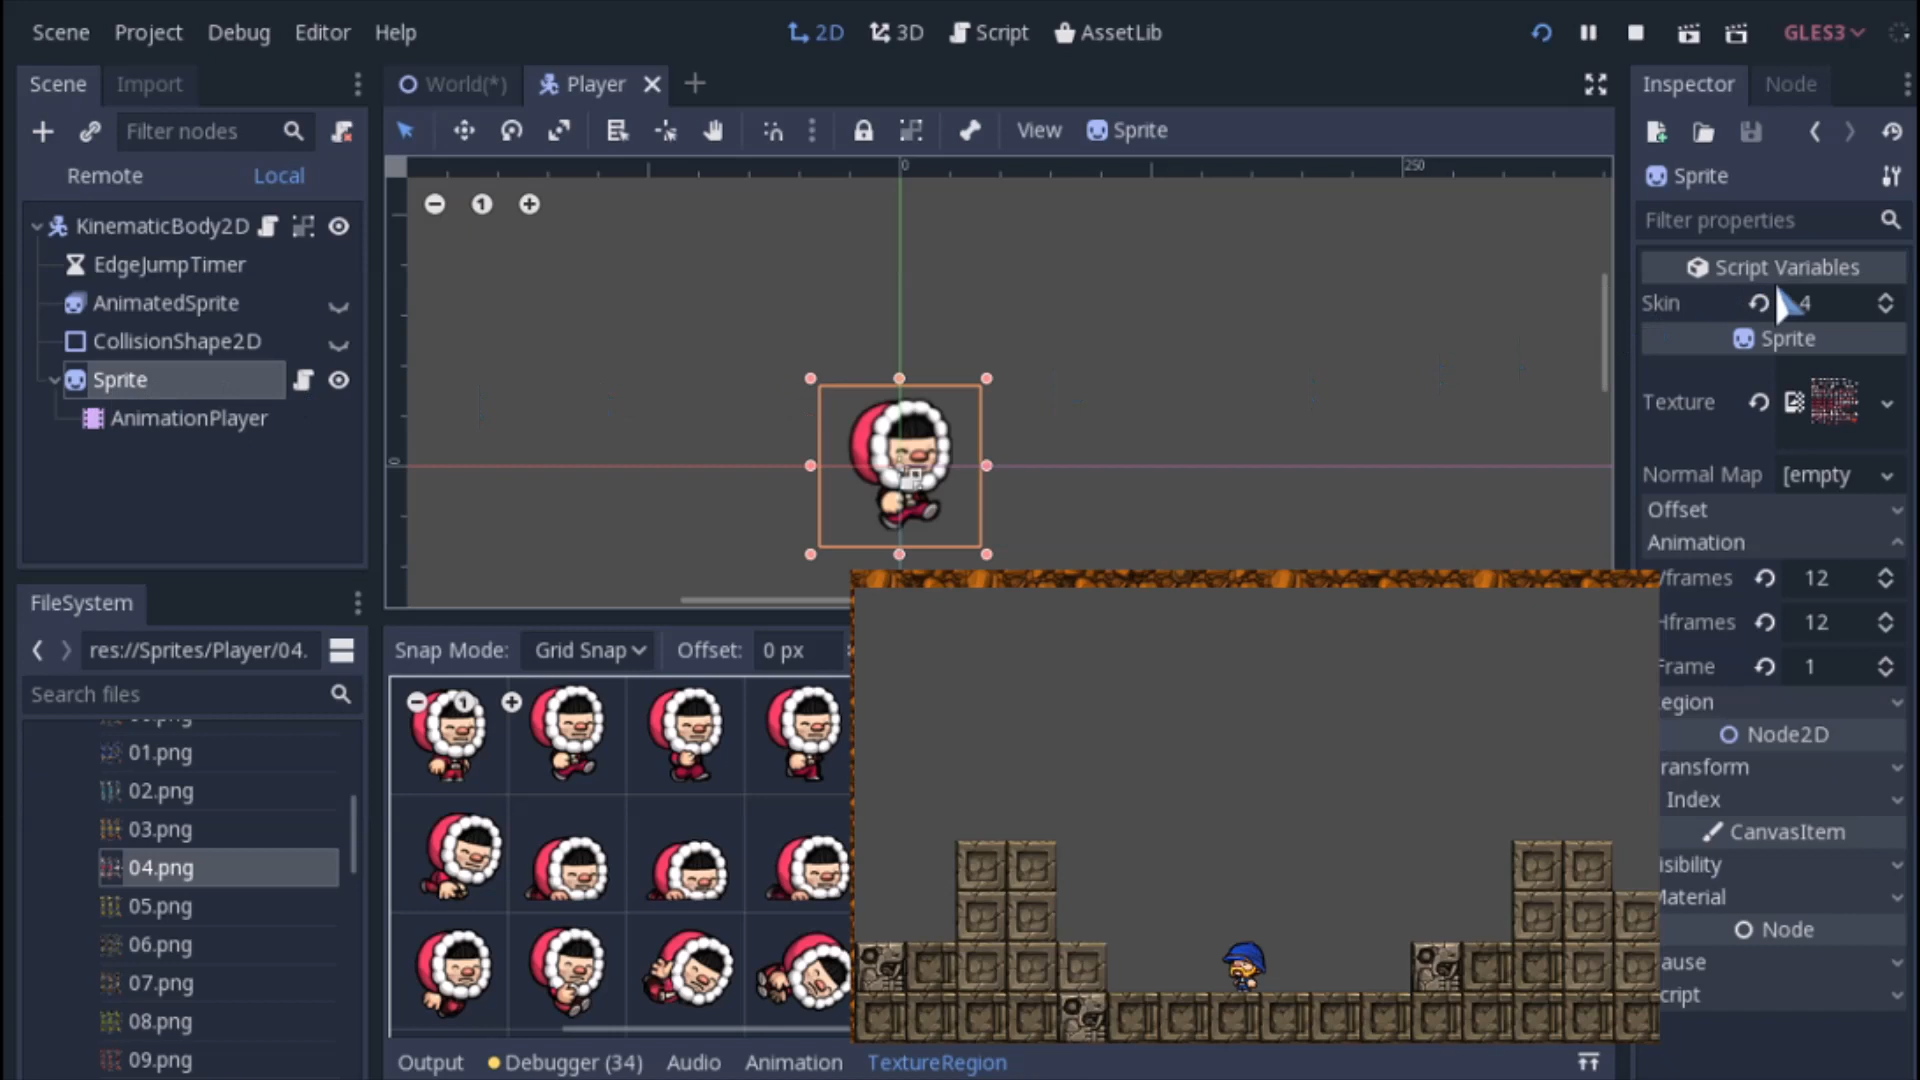 Scene Project Debug Editor Help 2D 3D Script AssetLib GLES3
Scene Import World(*) Player Inspector Node
Filter nodes View Sprite
Remote Local
KinematicBody2D
EdgeJumpTimer
AnimatedSprite
CollisionShape2D
Sprite
AnimationPlayer
0 250
0
1
Sprite
Filter properties
Script Variables
Skin 4
Sprite
Texture
Normal Map [empty
Offset
Animation
Vframes 12
Hframes 12
Frame 1
egion
Node2D
ransform
Index
CanvasItem
isibility
Material
Node
ause
cript
FileSystem
res://Sprites/Player/04.
Search files
01.png
02.png
03.png
04.png
05.png
06.png
07.png
08.png
09.png
Snap Mode: Grid Snap Offset: 0 px
1
Output Debugger (34) Audio Animation TextureRegion